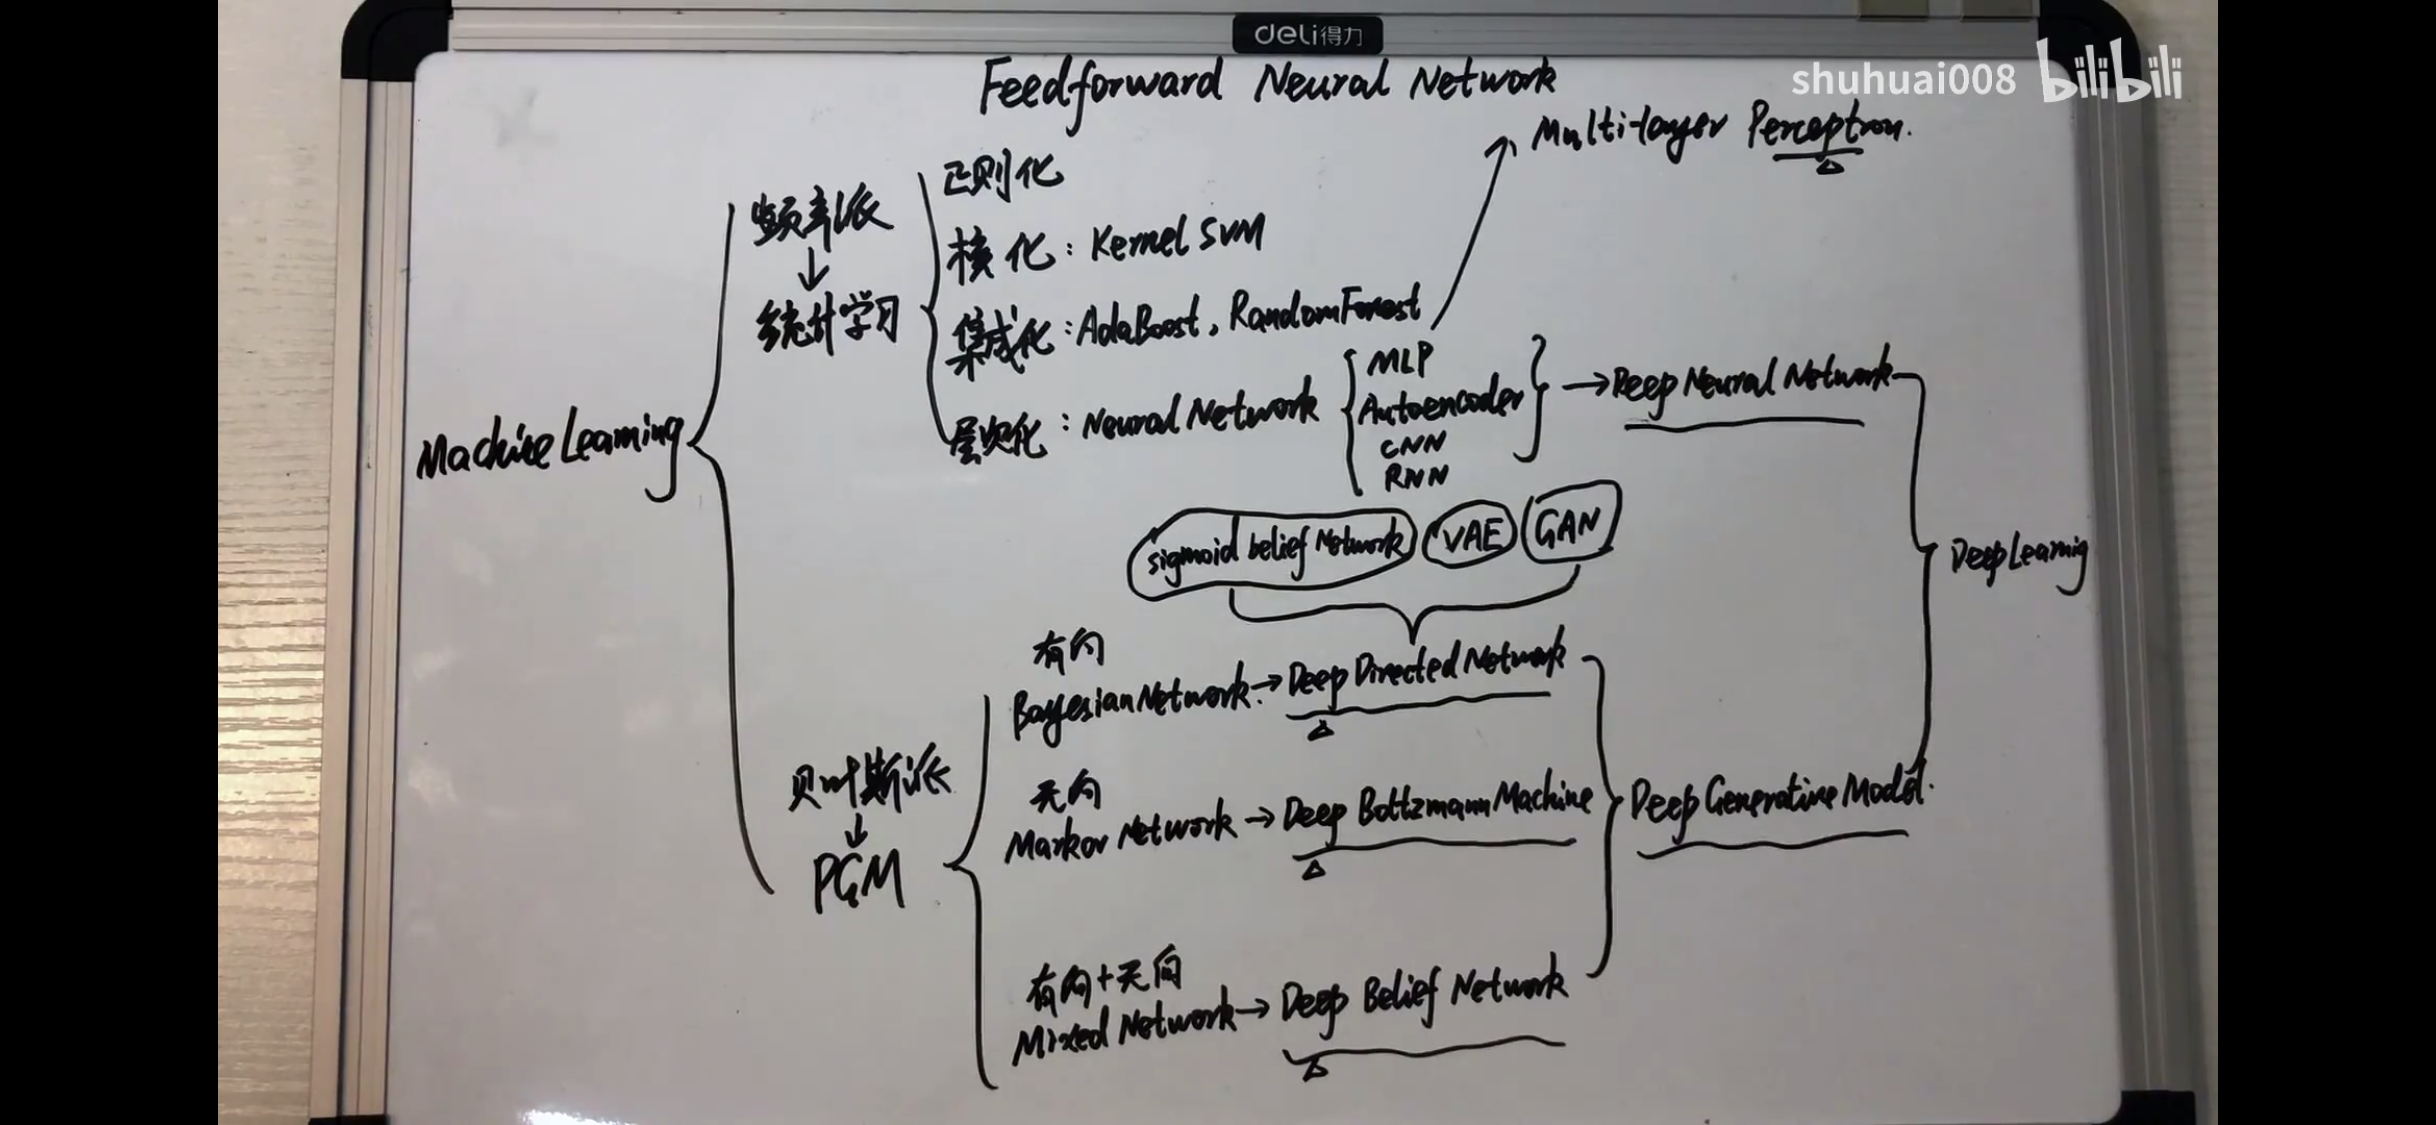 deli得力
shuhuai008 bilibili
Feedforward Neural Network
Multi-layer Perceptron.
Machine Learning
频率派
统计学习
正则化
核化：Kernel SVM
集成化：AdaBoost, RandomForest
层次化：Neural Network
MLP
Autoencoder
CNN
RNN
Deep Neural Network
sigmoid belief Network
VAE
GAN
Deep Learnig
贝叶斯派
PGM
有向
Bayesian Network → Deep Directed Network
无向
Markov Network → Deep Boltzmann Machine
有向+无向
Mixed Network → Deep Belief Network
Deep Generative Model.